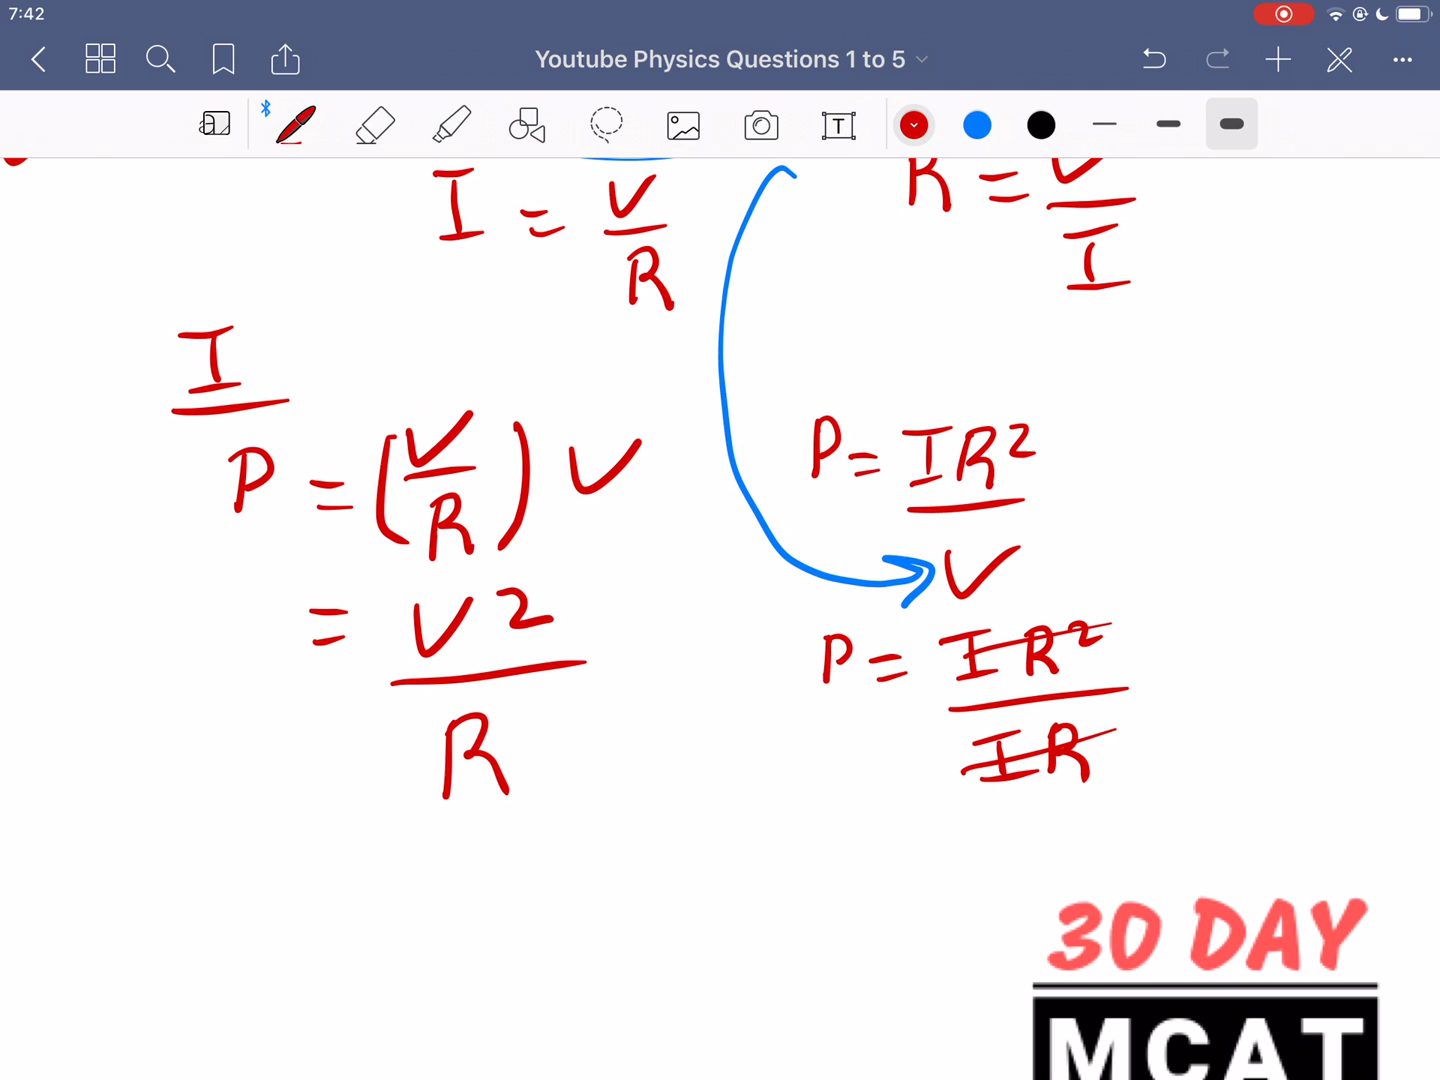 7:42
Youtube Physics Questions 1 to 5
T
I = V/R
R = V/I
I
P = (V/R) V
= V²/R
P = IR²/V
P = IR²/IR
30 DAY
MCAT